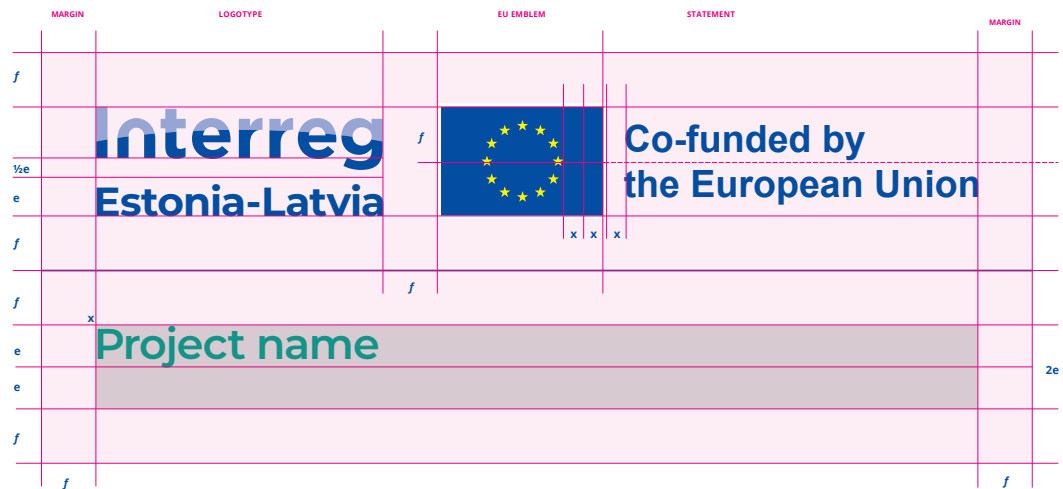 MARGIN LOGOTYPE EU EMBLEM STATEMENT MARGIN
ƒ
Interreg ƒ Co-funded by
½e
e Estonia-Latvia the European Union
ƒ x x x
ƒ
ƒ
x
e Project name
e 2e
ƒ
ƒ ƒ